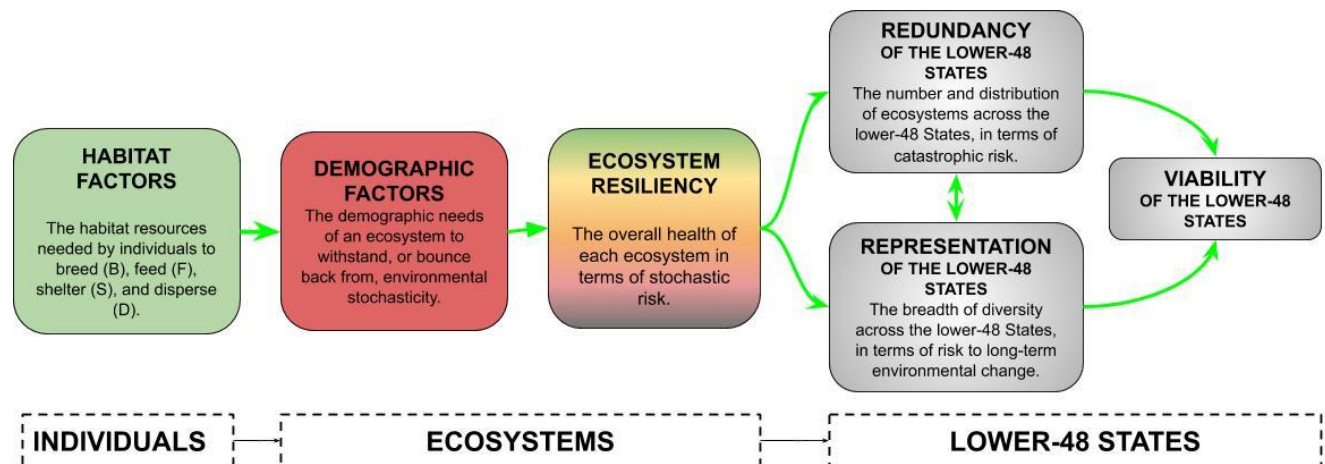 HABITAT
FACTORS
The habitat resources
needed by individuals to
breed (B), feed (F),
shelter (S), and disperse
(D).
DEMOGRAPHIC
FACTORS
The demographic needs
of an ecosystem to
withstand, or bounce
back from, environmental
stochasticity.
ECOSYSTEM
RESILIENCY
The overall health of
each ecosystem in
terms of stochastic
risk.
REDUNDANCY
OF THE LOWER-48
STATES
The number and distribution
of ecosystems across the
lower-48 States, in terms of
catastrophic risk.
REPRESENTATION
OF THE LOWER-48
STATES
The breadth of diversity
across the lower-48 States,
in terms of risk to long-term
environmental change.
VIABILITY
OF THE LOWER-48
STATES
INDIVIDUALS
ECOSYSTEMS
LOWER-48 STATES